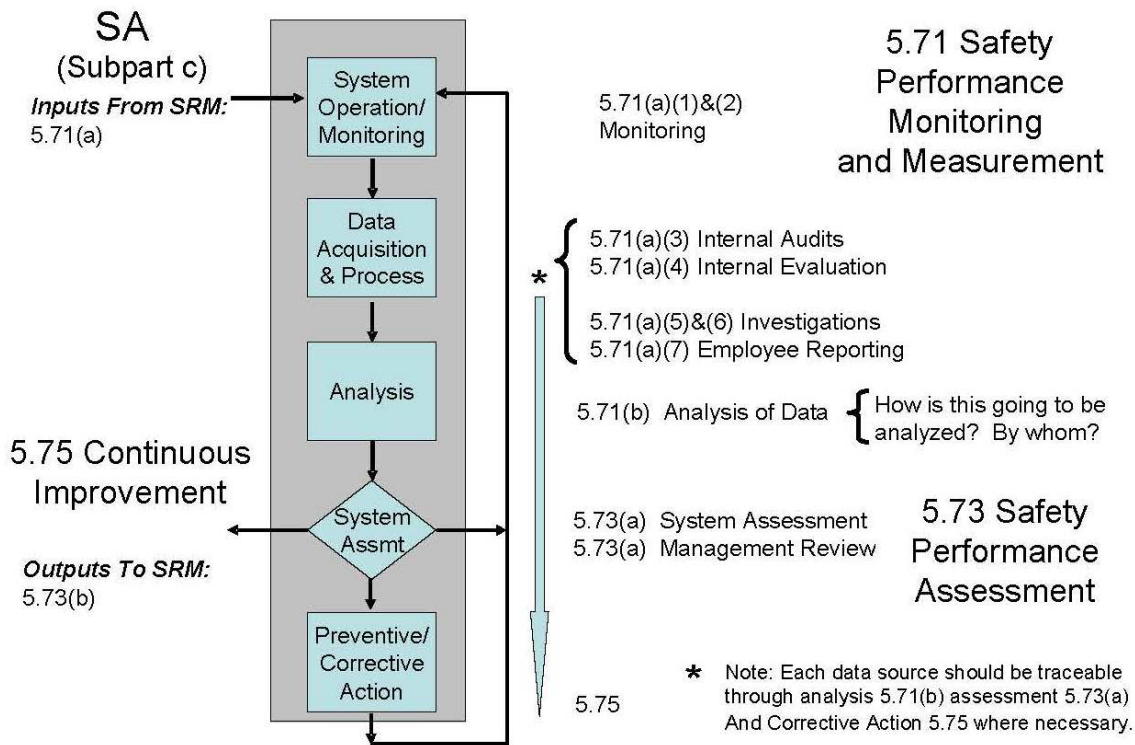 SA
(Subpart c)
Inputs From SRM:
5.71(a)
System
Operation/
Monitoring
Data
Acquisition
& Process
Analysis
5.75 Continuous
Improvement
System
Assmt
Outputs To SRM:
5.73(b)
Preventive/
Corrective
Action
5.71(a)(1)&(2)
Monitoring
5.71 Safety
Performance
Monitoring
and Measurement
*
5.71(a)(3) Internal Audits
5.71(a)(4) Internal Evaluation
5.71(a)(5)&(6) Investigations
5.71(a)(7) Employee Reporting
5.71(b) Analysis of Data
How is this going to be
analyzed? By whom?
5.73(a) System Assessment
5.73(a) Management Review
5.73 Safety
Performance
Assessment
5.75
* Note: Each data source should be traceable
through analysis 5.71(b) assessment 5.73(a)
And Corrective Action 5.75 where necessary.